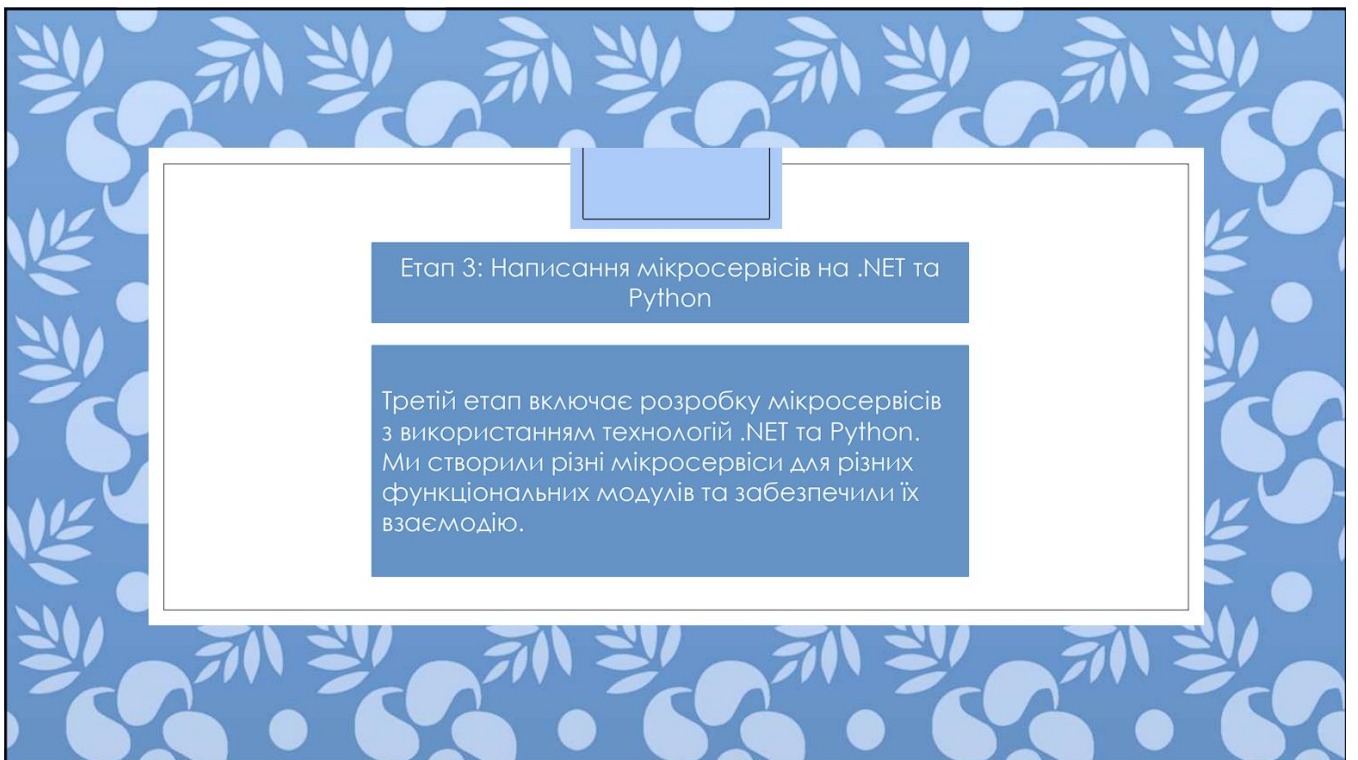 Етап 3: Написання мікросервісів на .NET та
Python
Третій етап включає розробку мікросервісів
з використанням технологій .NET та Python.
Ми створили різні мікросервіси для різних
функціональних модулів та забезпечили їх
взаємодію.